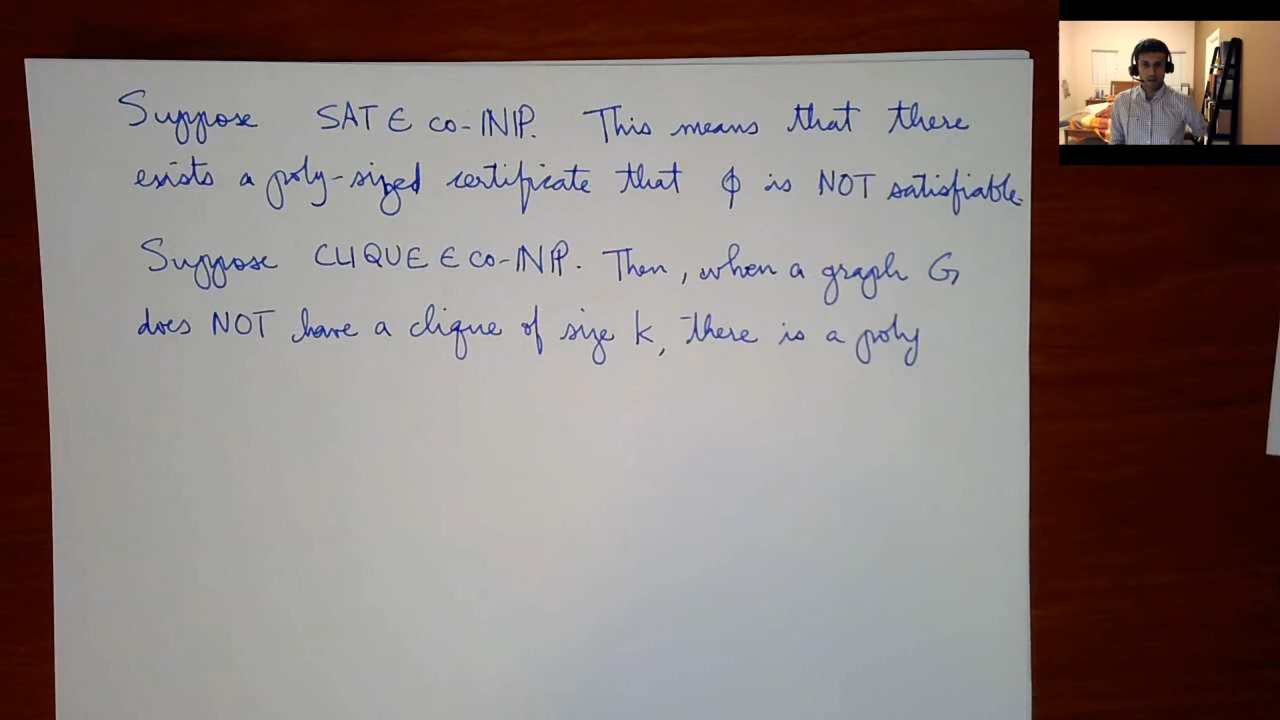 Suppose SAT ∈ co-NP. This means that there
exists a poly-sized certificate that φ is NOT satisfiable.
Suppose CLIQUE ∈ co-NP. Then, when a graph G,
does NOT have a clique of size k, there is a poly